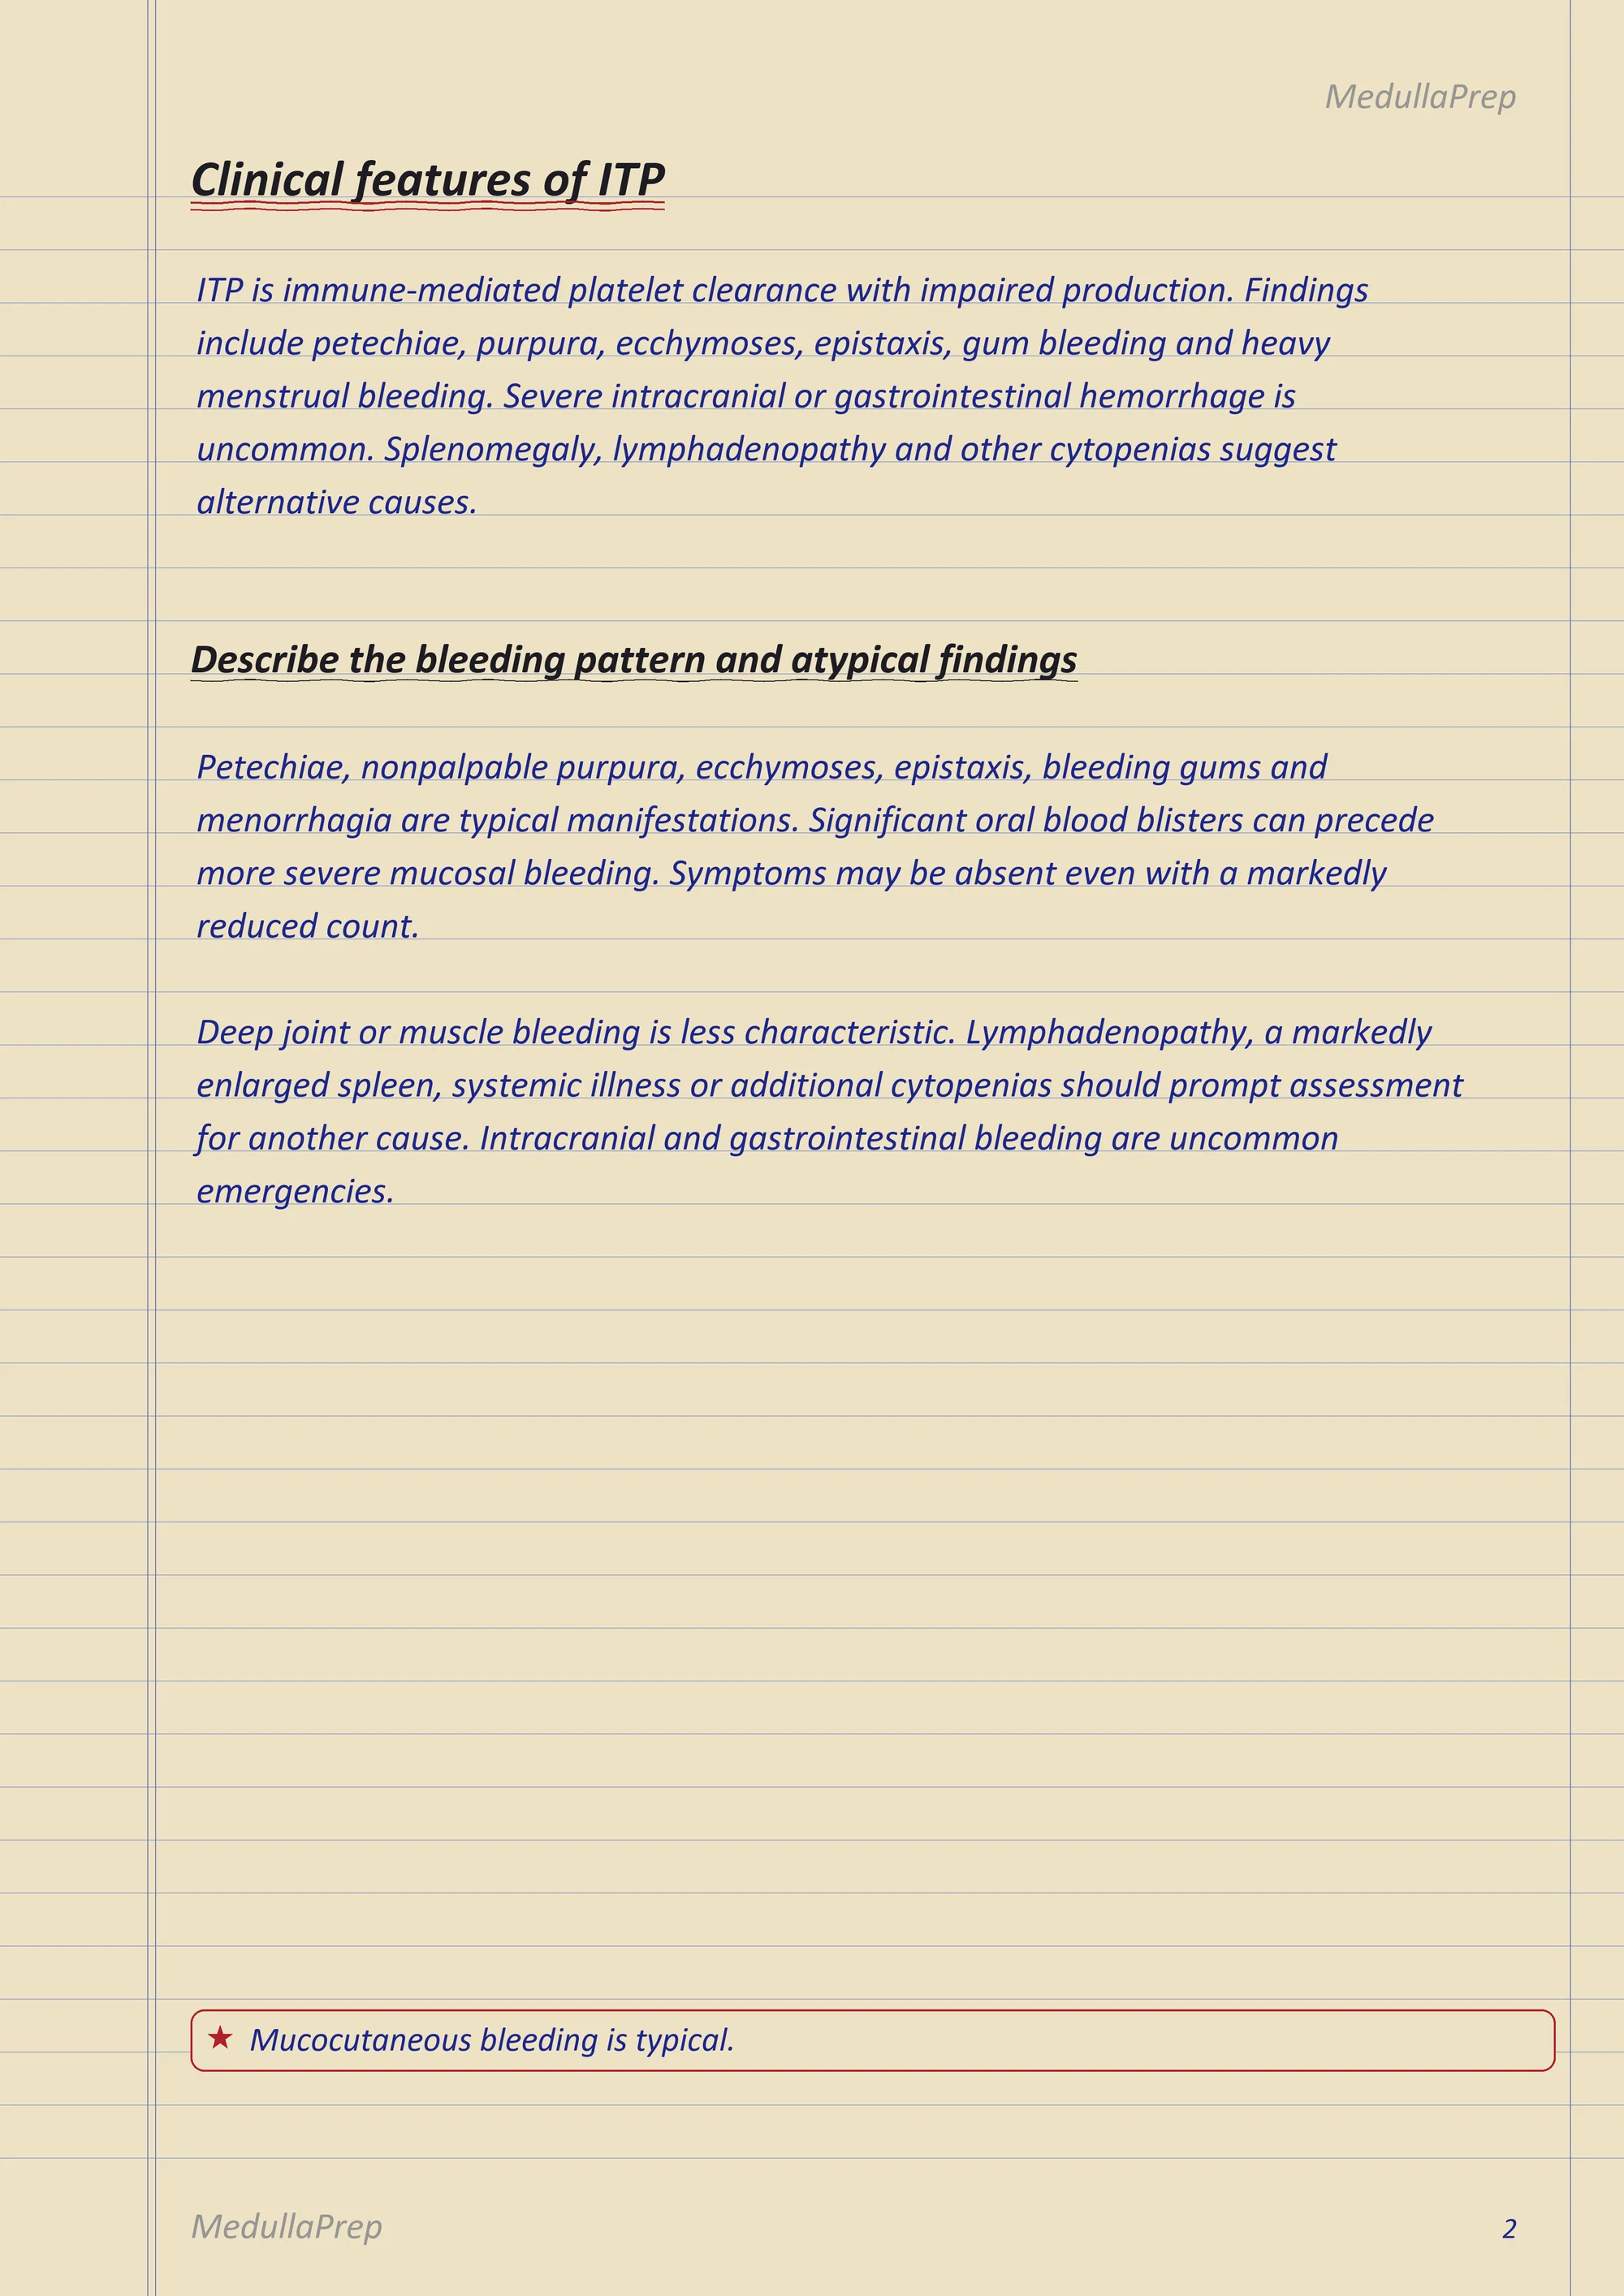 MedullaPrep
Clinical features of ITP
ITP is immune-mediated platelet clearance with impaired production. Findings
include petechiae, purpura, ecchymoses, epistaxis, gum bleeding and heavy
menstrual bleeding. Severe intracranial or gastrointestinal hemorrhage is
uncommon. Splenomegaly, lymphadenopathy and other cytopenias suggest
alternative causes.
Describe the bleeding pattern and atypical findings
Petechiae, nonpalpable purpura, ecchymoses, epistaxis, bleeding gums and
menorrhagia are typical manifestations. Significant oral blood blisters can precede
more severe mucosal bleeding. Symptoms may be absent even with a markedly
reduced count.
Deep joint or muscle bleeding is less characteristic. Lymphadenopathy, a markedly
enlarged spleen, systemic illness or additional cytopenias should prompt assessment
for another cause. Intracranial and gastrointestinal bleeding are uncommon
emergencies.
★ Mucocutaneous bleeding is typical.
MedullaPrep
2